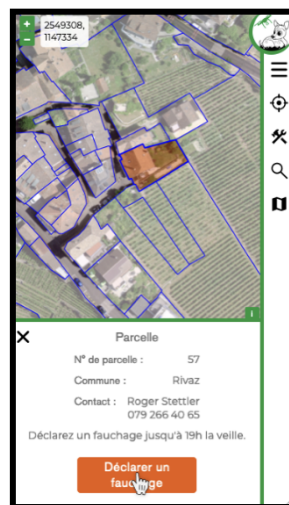 +
2549308,
1147334
–
i
Parcelle
N° de parcelle : 57
Commune : Rivaz
Contact : Roger Stettler
079 266 40 65
Déclarez un fauchage jusqu'à 19h la veille.
Déclarer un
fauchage